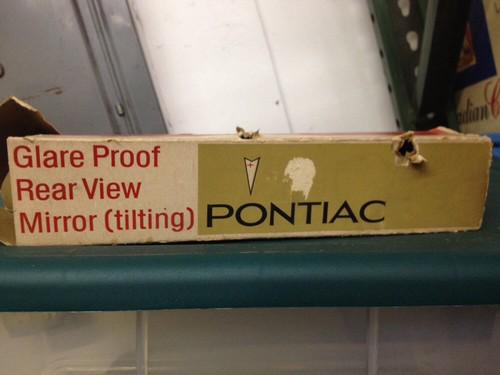 Glare Proof
Rear View
Mirror (tilting)
PONTIAC